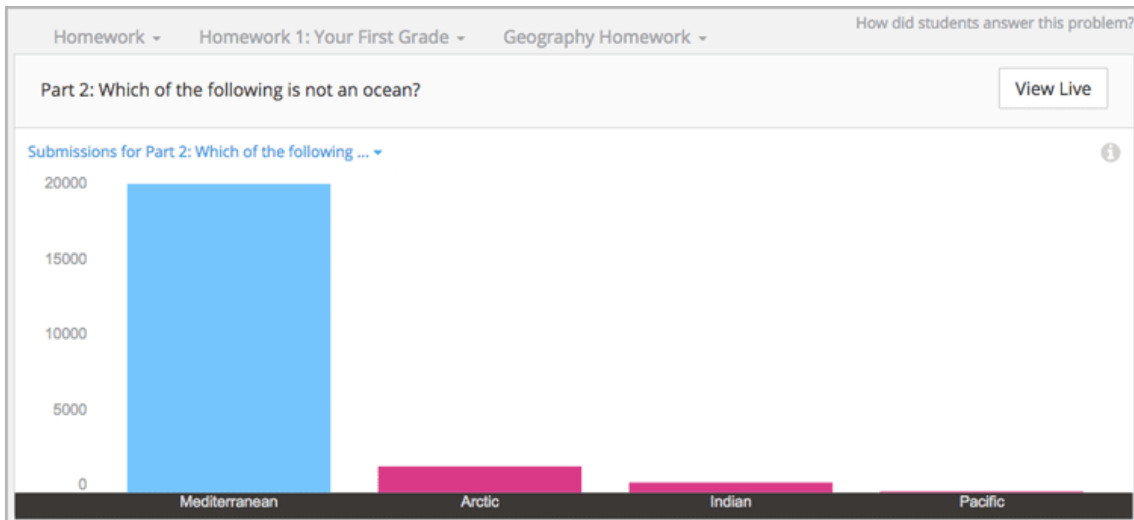 How did students answer this problem?
Homework Homework 1: Your First Grade Geography Homework
Part 2: Which of the following is not an ocean?
View Live
Submissions for Part 2: Which of the following ...
20000
15000
10000
5000
0
Mediterranean Arctic Indian Pacific